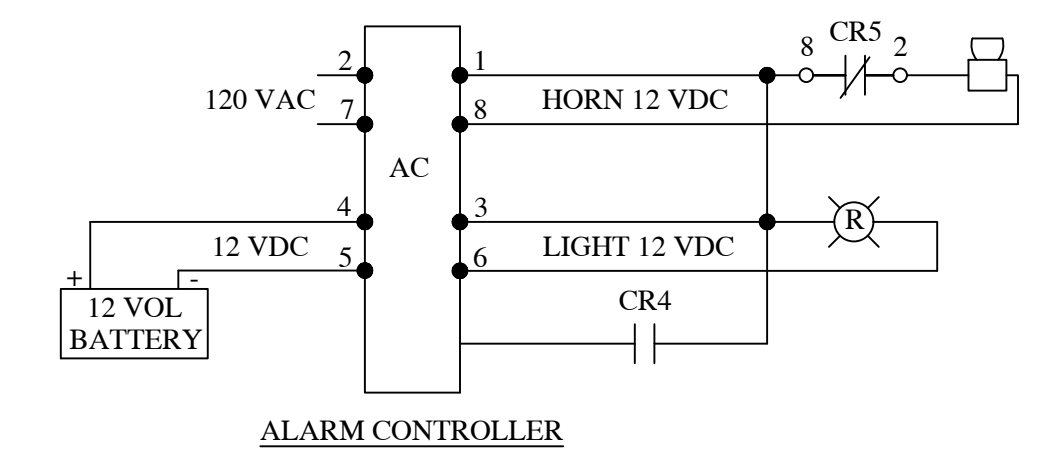 8 CR5 2
2 1
120 VAC HORN 12 VDC
7 8
AC
4 3 R
12 VDC LIGHT 12 VDC
5 6
+ -
12 VOL CR4
BATTERY
ALARM CONTROLLER